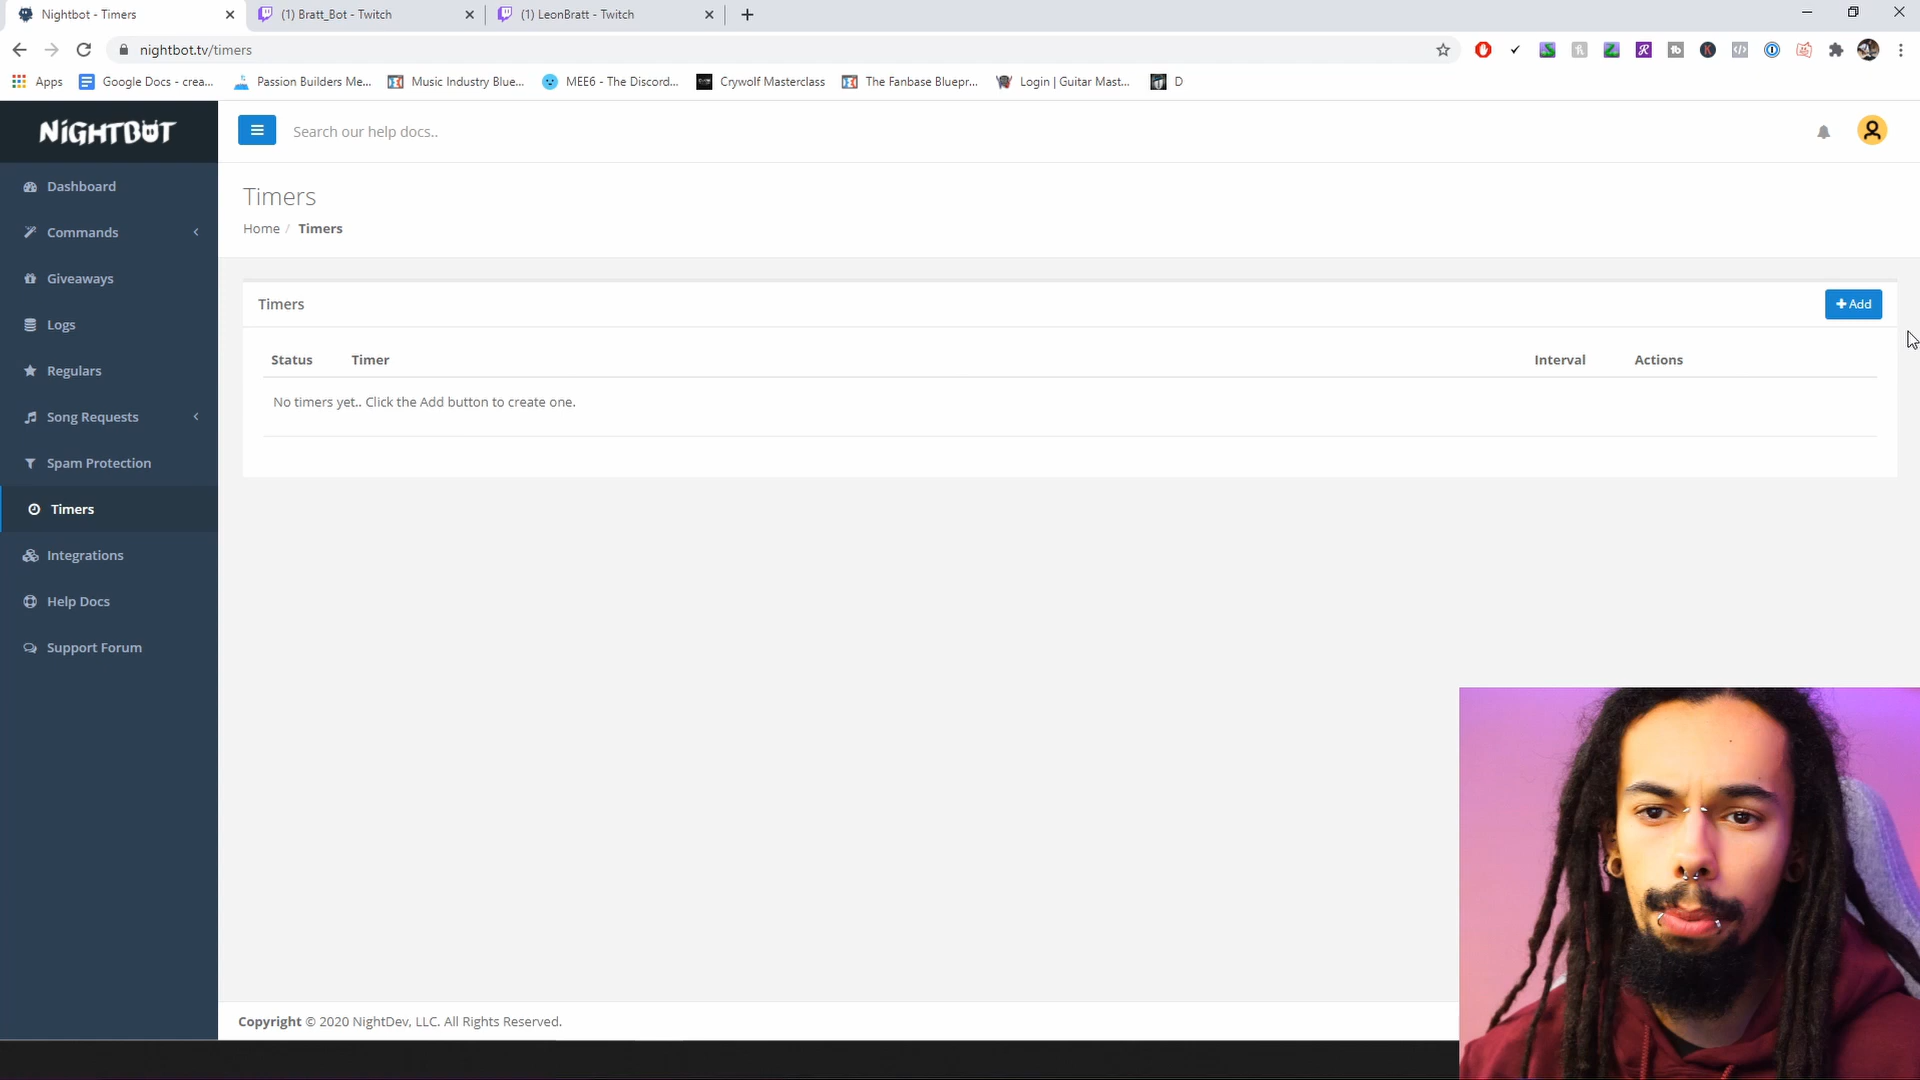 Nightbot - Timers
(1) Bratt_Bot - Twitch
(1) LeonBratt - Twitch
nightbot.tv/timers
Apps
Google Docs - crea...
Passion Builders Me...
Music Industry Blue...
MEE6 - The Discord...
Crywolf Masterclass
The Fanbase Bluepr...
Login | Guitar Mast...
D
NiGHTBOT
Search our help docs..
Dashboard
Commands
Giveaways
Logs
Regulars
Song Requests
Spam Protection
Timers
Integrations
Help Docs
Support Forum
Timers
Home / Timers
Timers
+ Add
Status Timer Interval Actions
No timers yet.. Click the Add button to create one.
Copyright © 2020 NightDev, LLC. All Rights Reserved.